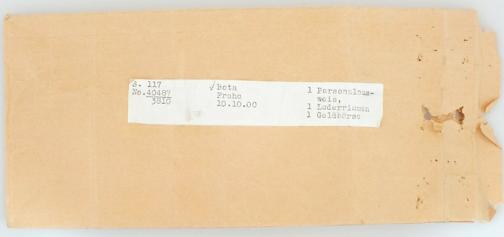 S. 117
No.40487
3810
Beta
Frohe
10.10.00
1 Personalaus-
weis,
1 Lederriemen
1 Geldbörse